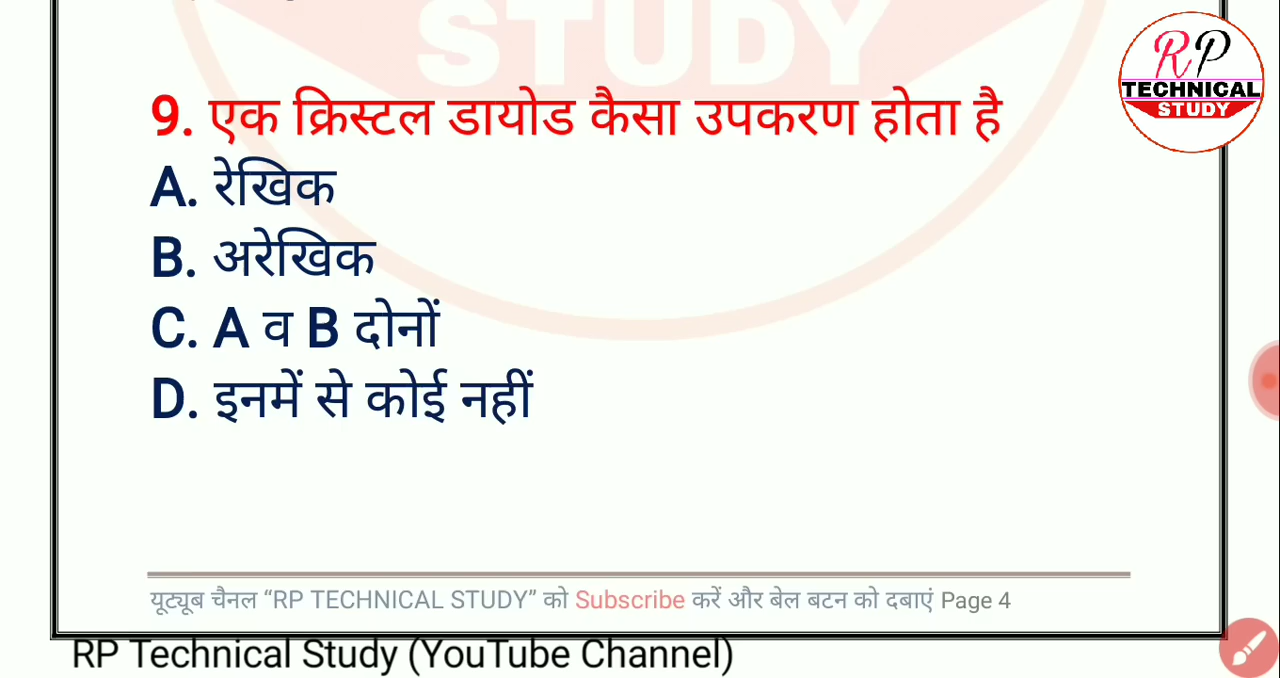 STUDY
RP
TECHNICAL
STUDY
9. एक क्रिस्टल डायोड कैसा उपकरण होता है
A. रेखिक
B. अरेखिक
C. A व B दोनों
D. इनमें से कोई नहीं
यूट्यूब चैनल “RP TECHNICAL STUDY” को Subscribe करें और बेल बटन को दबाएं Page 4
RP Technical Study (YouTube Channel)